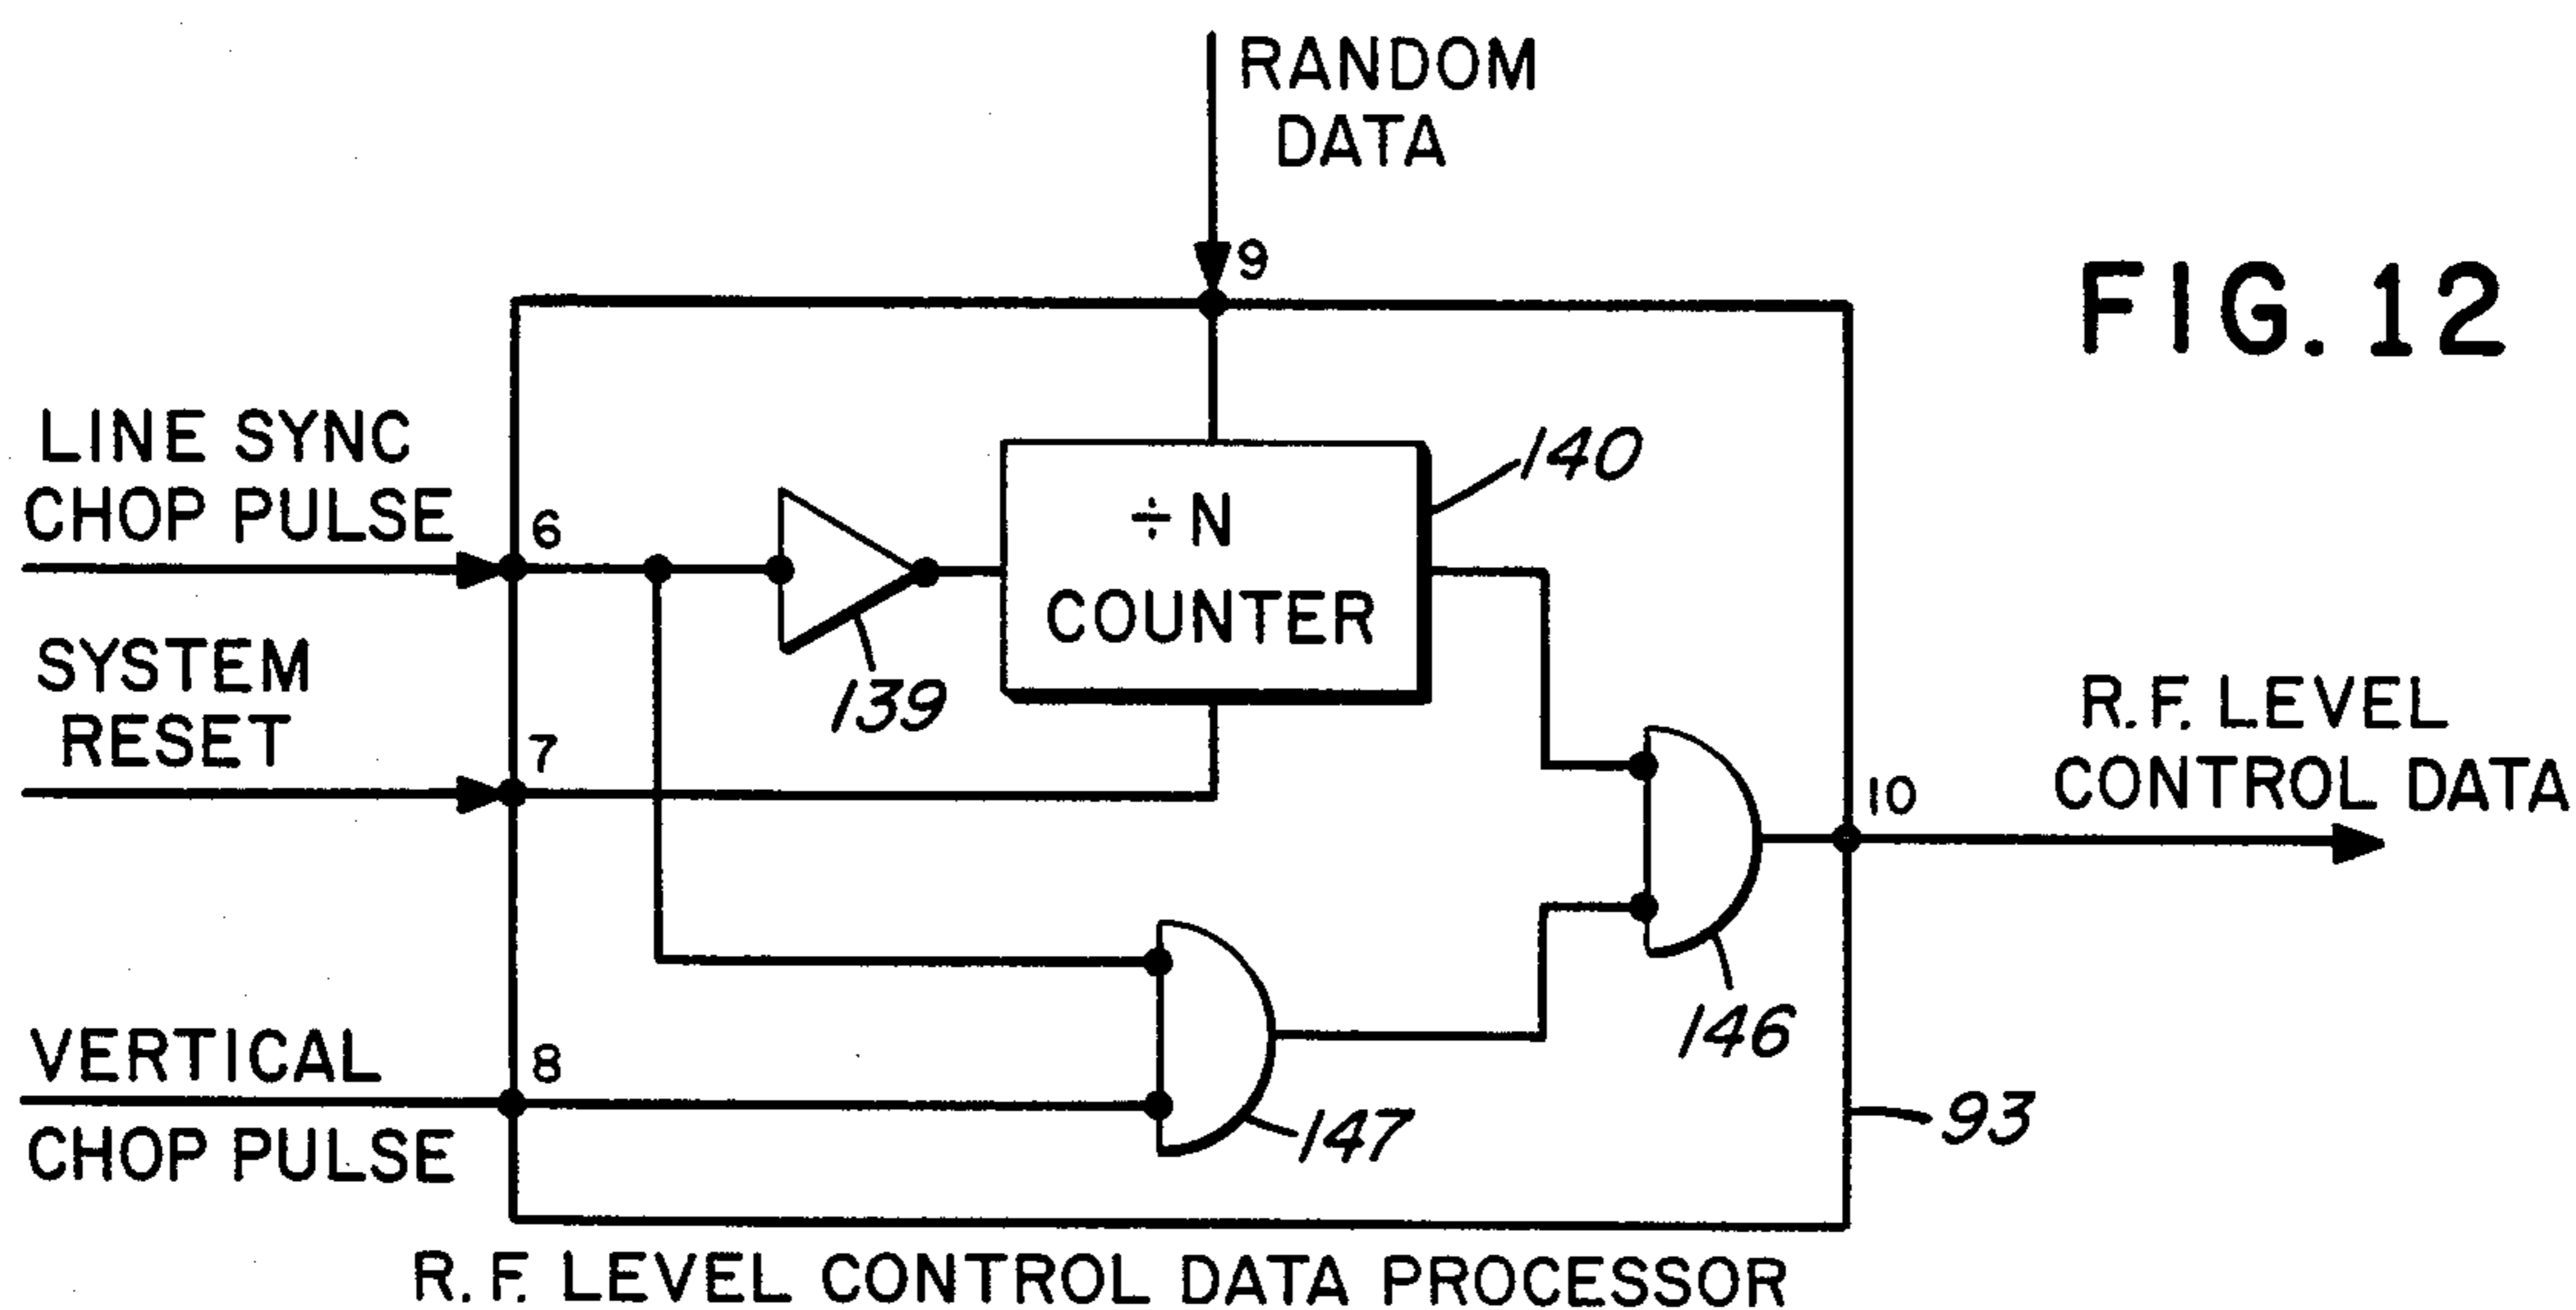 RANDOM
DATA
9
FIG. 12
LINE SYNC
CHOP PULSE
6
÷N
COUNTER
140
139
SYSTEM
RESET
7
R.F. LEVEL
CONTROL DATA
10
146
VERTICAL
CHOP PULSE
8
147
93
R.F. LEVEL CONTROL DATA PROCESSOR